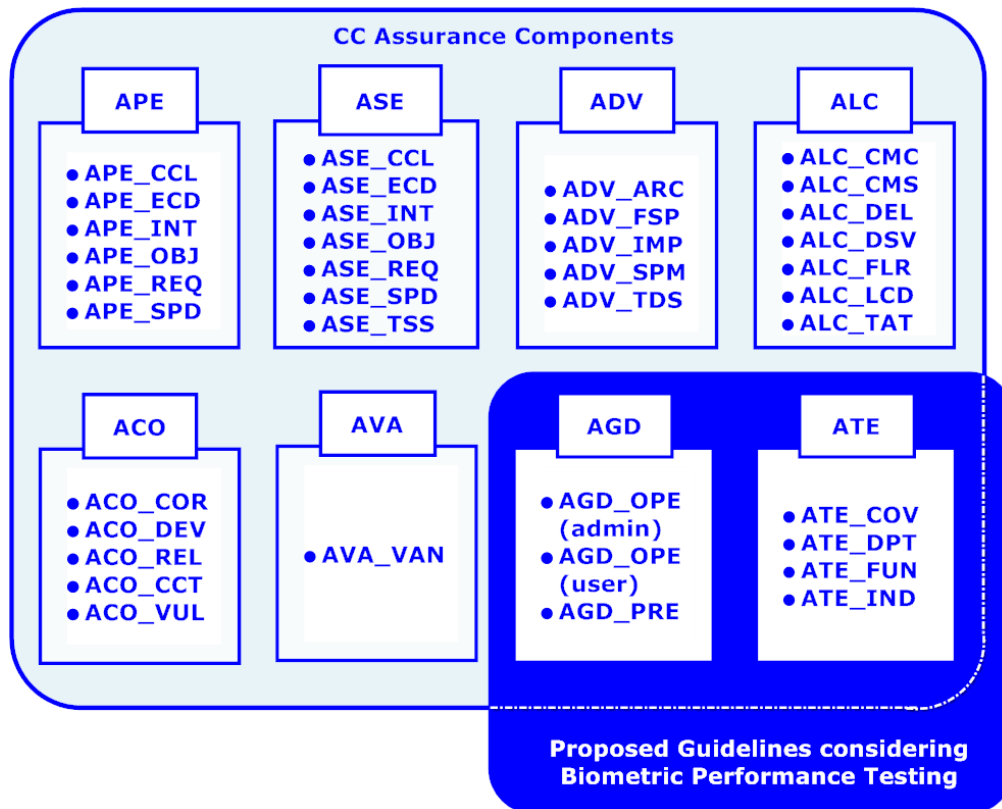 CC Assurance Components
APE
● APE_CCL
● APE_ECD
● APE_INT
● APE_OBJ
● APE_REQ
● APE_SPD
ASE
● ASE_CCL
● ASE_ECD
● ASE_INT
● ASE_OBJ
● ASE_REQ
● ASE_SPD
● ASE_TSS
ADV
● ADV_ARC
● ADV_FSP
● ADV_IMP
● ADV_SPM
● ADV_TDS
ALC
● ALC_CMC
● ALC_CMS
● ALC_DEL
● ALC_DSV
● ALC_FLR
● ALC_LCD
● ALC_TAT
ACO
● ACO_COR
● ACO_DEV
● ACO_REL
● ACO_CCT
● ACO_VUL
AVA
● AVA_VAN
AGD
● AGD_OPE
(admin)
● AGD_OPE
(user)
● AGD_PRE
ATE
● ATE_COV
● ATE_DPT
● ATE_FUN
● ATE_IND
Proposed Guidelines considering
Biometric Performance Testing